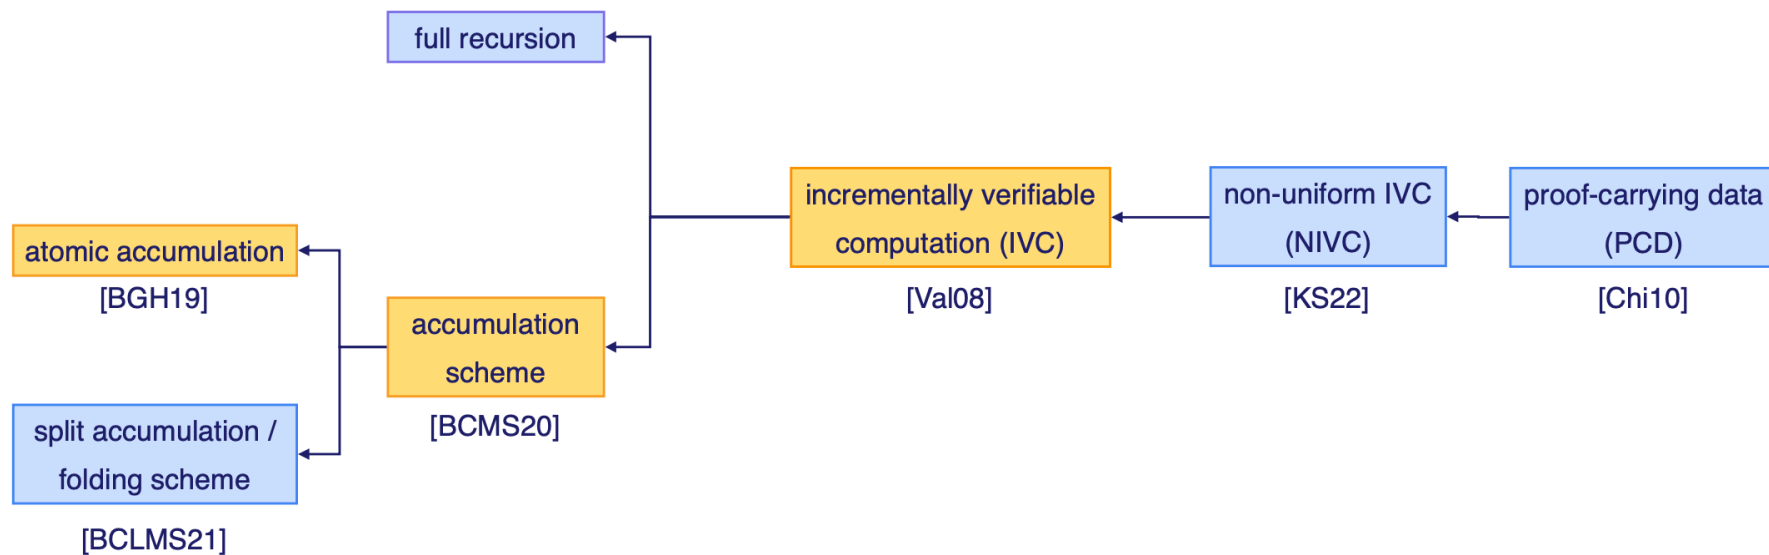 full recursion
incrementally verifiable
computation (IVC)
[Val08]
non-uniform IVC
(NIVC)
[KS22]
proof-carrying data
(PCD)
[Chi10]
atomic accumulation
[BGH19]
accumulation
scheme
[BCMS20]
split accumulation /
folding scheme
[BCLMS21]